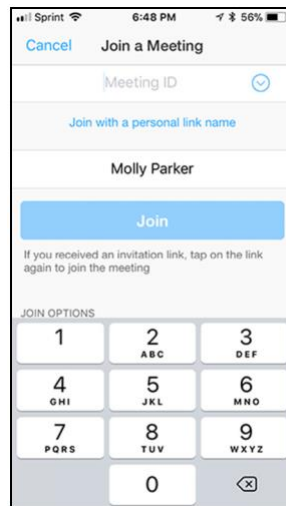 Sprint 6:48 PM 56%
Cancel Join a Meeting
Meeting ID
Join with a personal link name
Molly Parker
Join
If you received an invitation link, tap on the link
again to join the meeting
JOIN OPTIONS
1 2 3
ABC DEF
4 5 6
GHI JKL MNO
7 8 9
PQRS TUV WXYZ
0